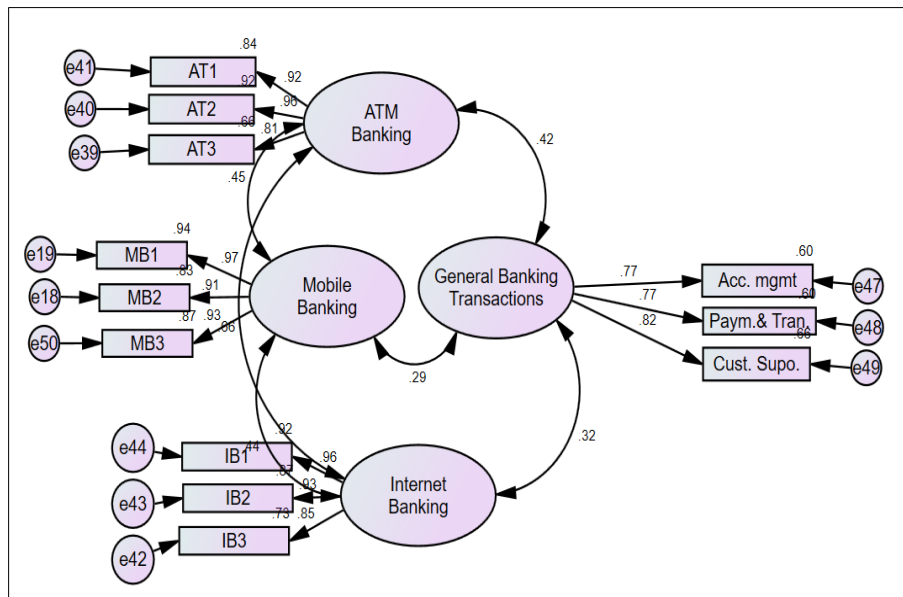 .84
e41
AT1
.92
.92
e40
AT2
.96
ATM
Banking
.66
.81
e39
AT3
.42
.45
.94
e19
MB1
.97
.83
e18
MB2
.91
Mobile
Banking
General Banking
Transactions
.87
.93
.86
e50
MB3
.60
.77
Acc. mgmt
e47
.77
.60
Paym.& Tran.
e48
.82
.66
Cust. Supo.
e49
.29
.92
.44
e44
IB1
.96
.87
.32
e43
IB2
.93
Internet
Banking
.73
.85
e42
IB3